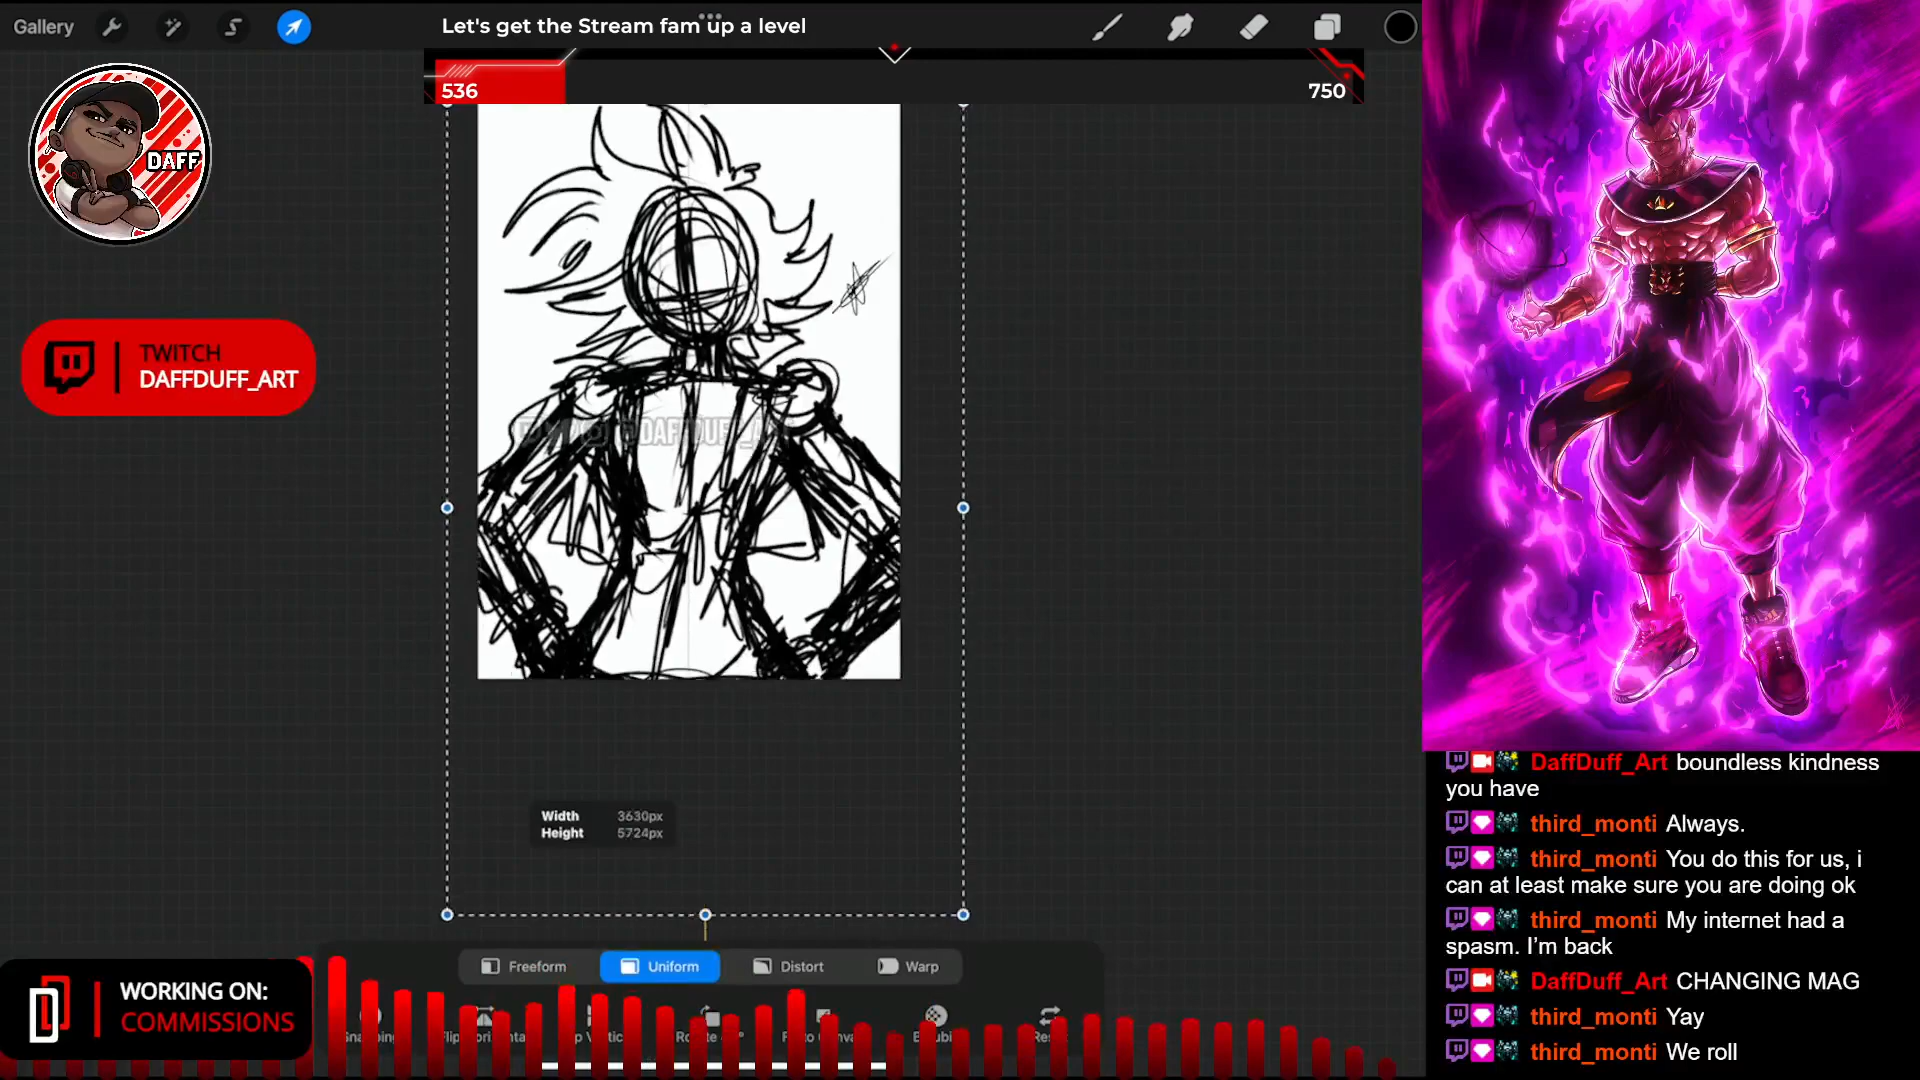 Gallery
Let's get the Stream fam up a level
536
750
DAFF
TWITCH
DAFFDUFF_ART
@DAFFDUFF_ART
Width 3630px
Height 5724px
Freeform
Uniform
Distort
Warp
WORKING ON:
COMMISSIONS
DaffDuff_Art boundless kindness
you have
third_monti Always.
third_monti You do this for us, i
can at least make sure you are doing ok
third_monti My internet had a
spasm. I'm back
DaffDuff_Art CHANGING MAG
third_monti Yay
third_monti We roll